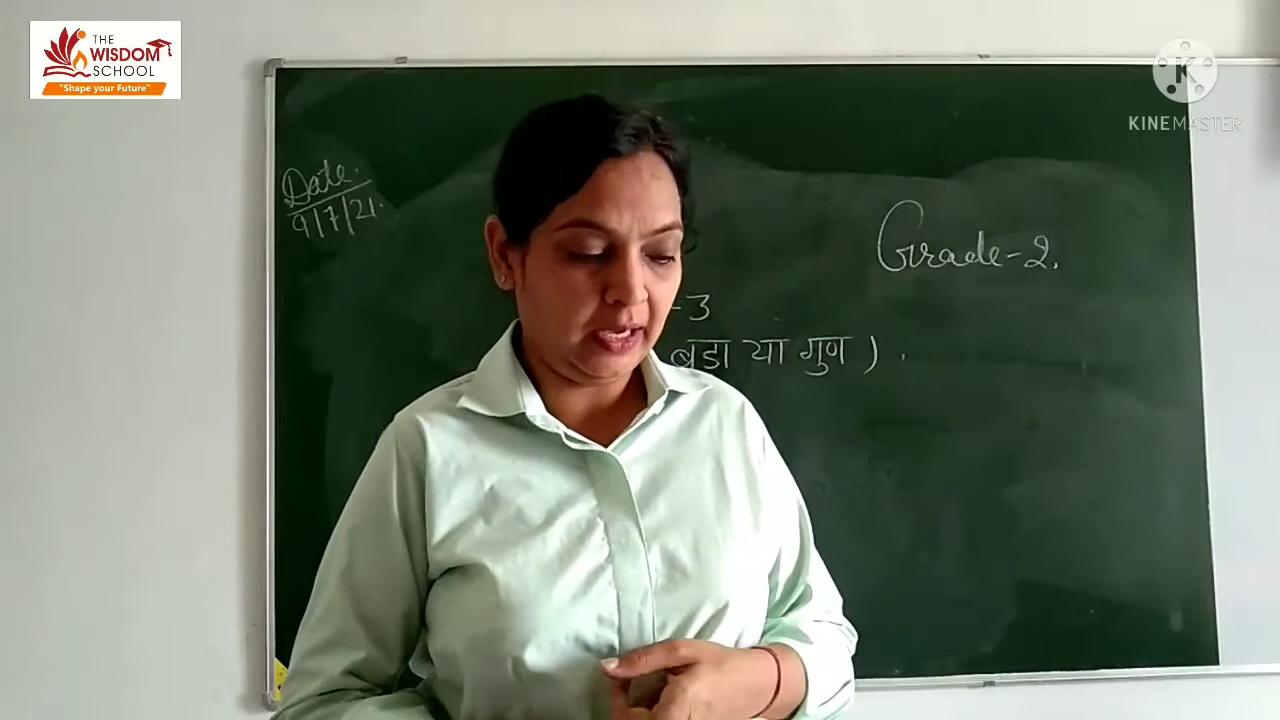 THE
WISDOM
SCHOOL
"Shape your Future"
KINEMASTER
Date.
9/7/21.
Grade-2.
-3
बडा या गुण ) .